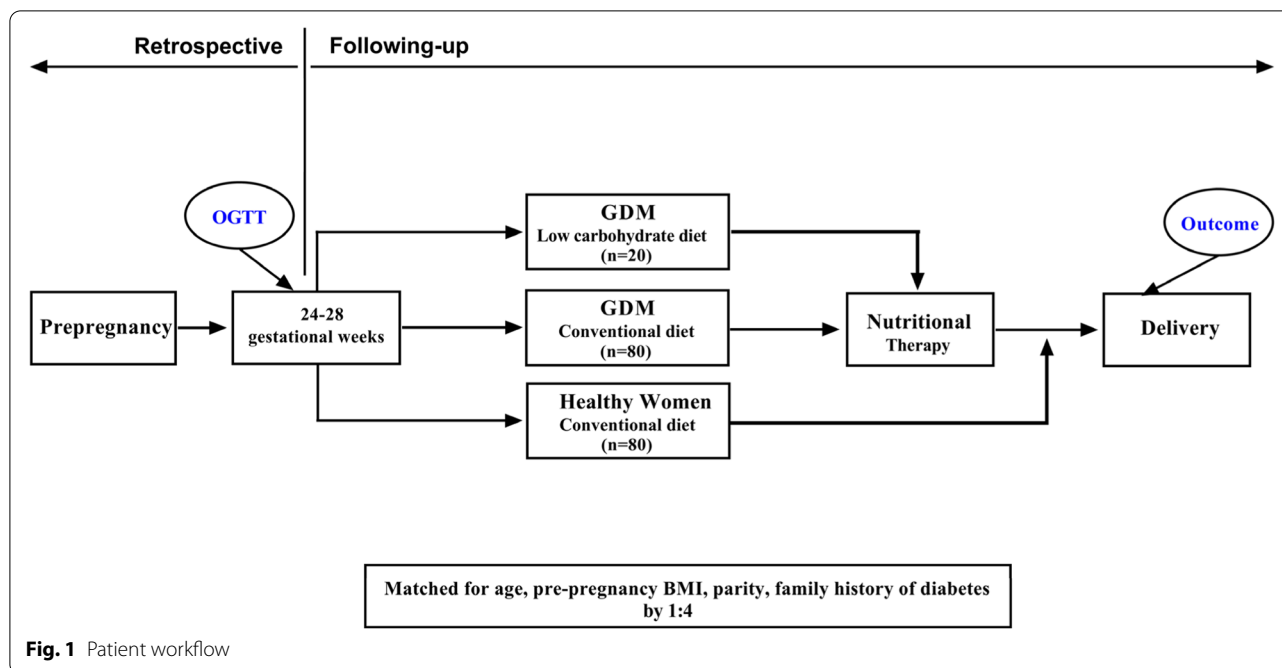 Retrospective
Following-up
OGTT
Outcome
Prepregnancy
24-28
gestational weeks
GDM
Low carbohydrate diet
(n=20)
GDM
Conventional diet
(n=80)
Healthy Women
Conventional diet
(n=80)
Nutritional
Therapy
Delivery
Matched for age, pre-pregnancy BMI, parity, family history of diabetes
by 1:4
Fig. 1 Patient workflow